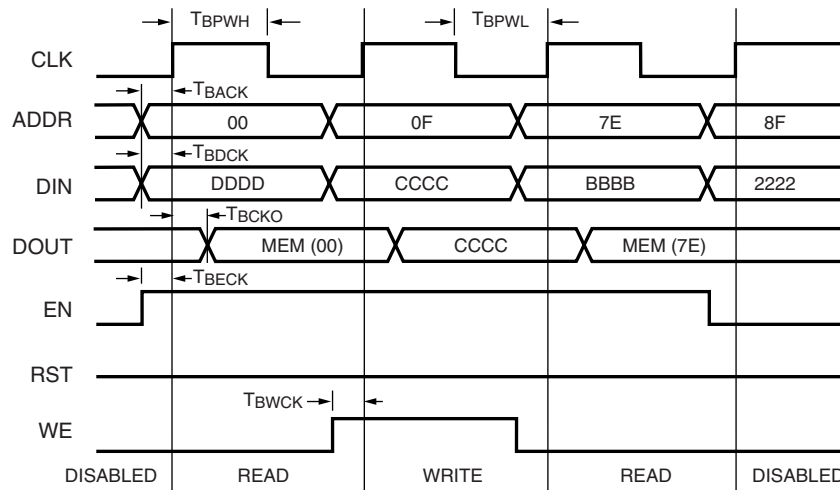 TBPWH TBPWL
CLK
TBACK
ADDR 00 0F 7E 8F
TBDCK
DIN DDDD CCCC BBBB 2222
TBCKO
DOUT MEM (00) CCCC MEM (7E)
TBECK
EN
RST
TBWCK
WE
DISABLED READ WRITE READ DISABLED